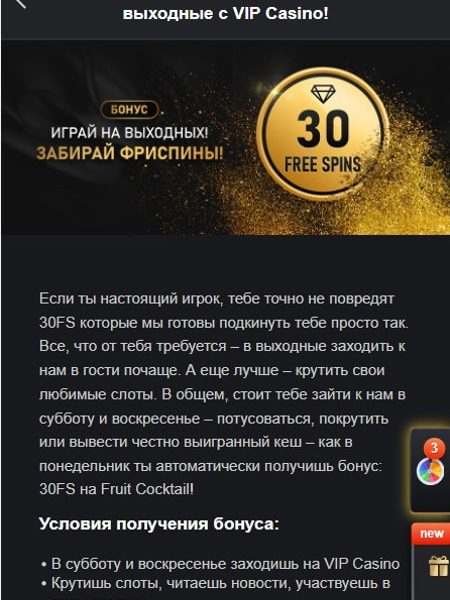 выходные с VIP Casino!
БОНУС
ИГРАЙ НА ВЫХОДНЫХ!
ЗАБИРАЙ ФРИСПИНЫ!
30
FREE SPINS
Если ты настоящий игрок, тебе точно не повредят
30FS которые мы готовы подкинуть тебе просто так.
Все, что от тебя требуется – в выходные заходить к
нам в гости почаще. А еще лучше – крутить свои
любимые слоты. В общем, стоит тебе зайти к нам в
субботу и воскресенье – потусоваться, покрутить
или вывести честно выигранный кеш – как в
понедельник ты автоматически получишь бонус:
30FS на Fruit Cocktail!
3
Условия получения бонуса:
new
• В субботу и воскресенье заходишь на VIP Casino
• Крутишь слоты, читаешь новости, участвуешь в